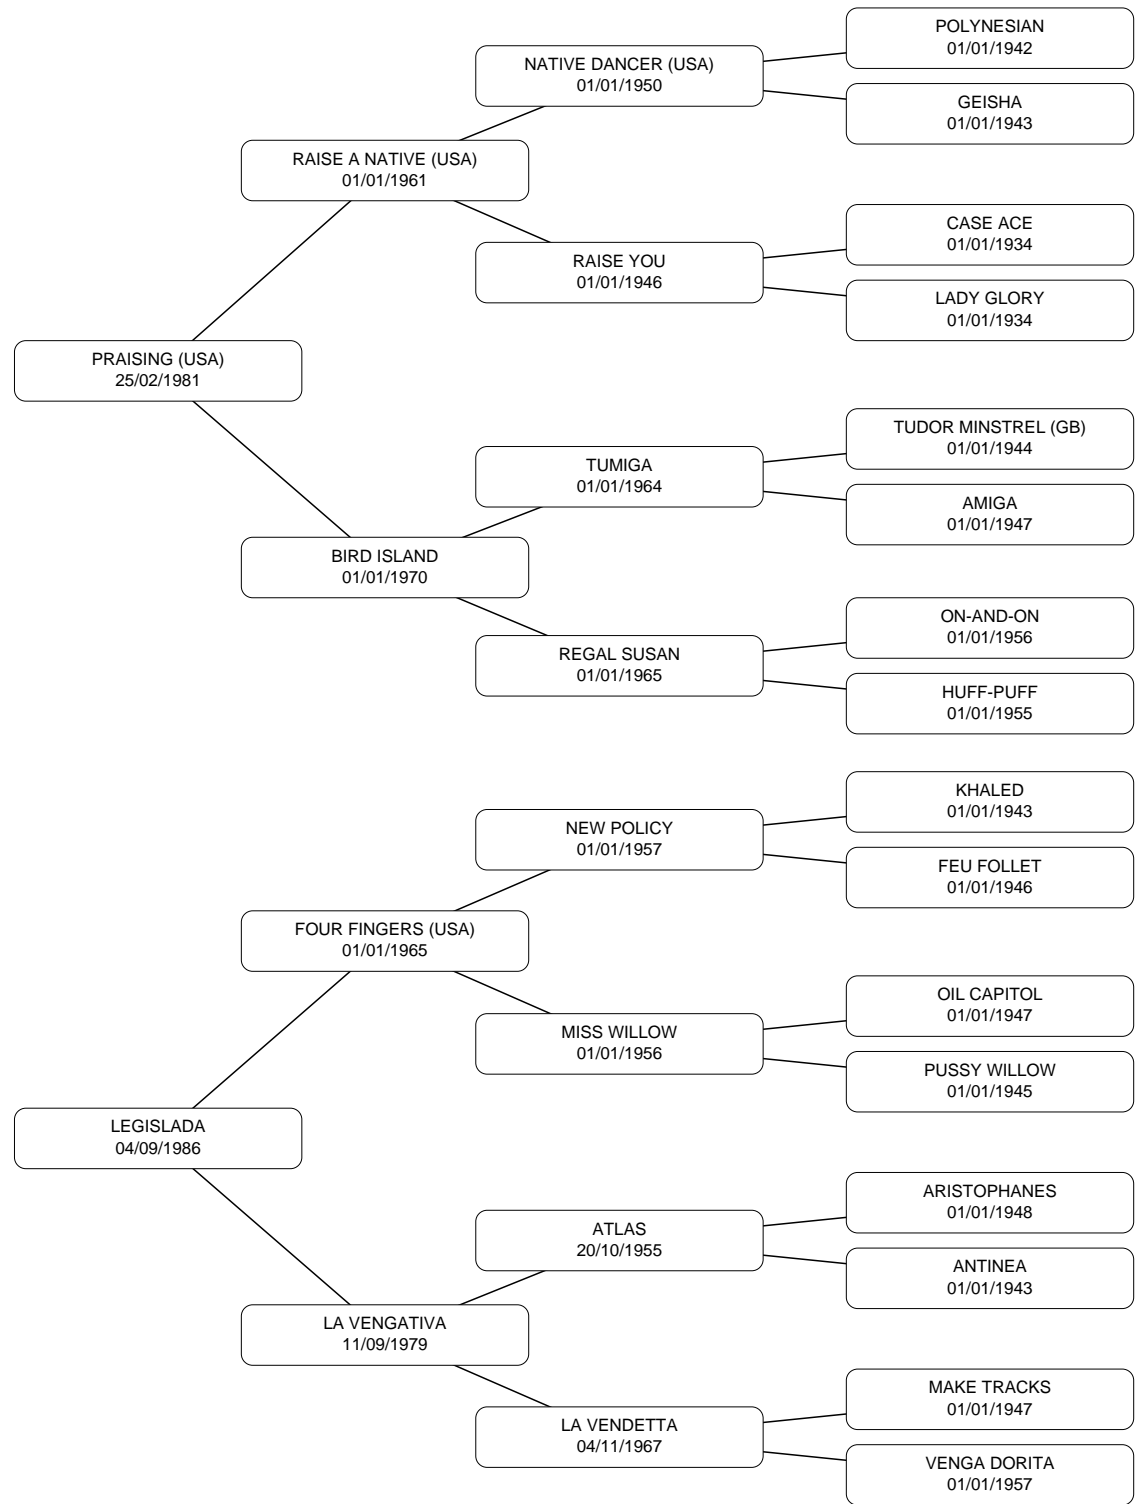 POLYNESIAN
01/01/1942
NATIVE DANCER (USA)
01/01/1950
GEISHA
01/01/1943
RAISE A NATIVE (USA)
01/01/1961
CASE ACE
01/01/1934
RAISE YOU
01/01/1946
LADY GLORY
01/01/1934
PRAISING (USA)
25/02/1981
TUDOR MINSTREL (GB)
01/01/1944
TUMIGA
01/01/1964
AMIGA
01/01/1947
BIRD ISLAND
01/01/1970
ON-AND-ON
01/01/1956
REGAL SUSAN
01/01/1965
HUFF-PUFF
01/01/1955
KHALED
01/01/1943
NEW POLICY
01/01/1957
FEU FOLLET
01/01/1946
FOUR FINGERS (USA)
01/01/1965
OIL CAPITOL
01/01/1947
MISS WILLOW
01/01/1956
PUSSY WILLOW
01/01/1945
LEGISLADA
04/09/1986
ARISTOPHANES
01/01/1948
ATLAS
20/10/1955
ANTINEA
01/01/1943
LA VENGATIVA
11/09/1979
MAKE TRACKS
01/01/1947
LA VENDETTA
04/11/1967
VENGA DORITA
01/01/1957